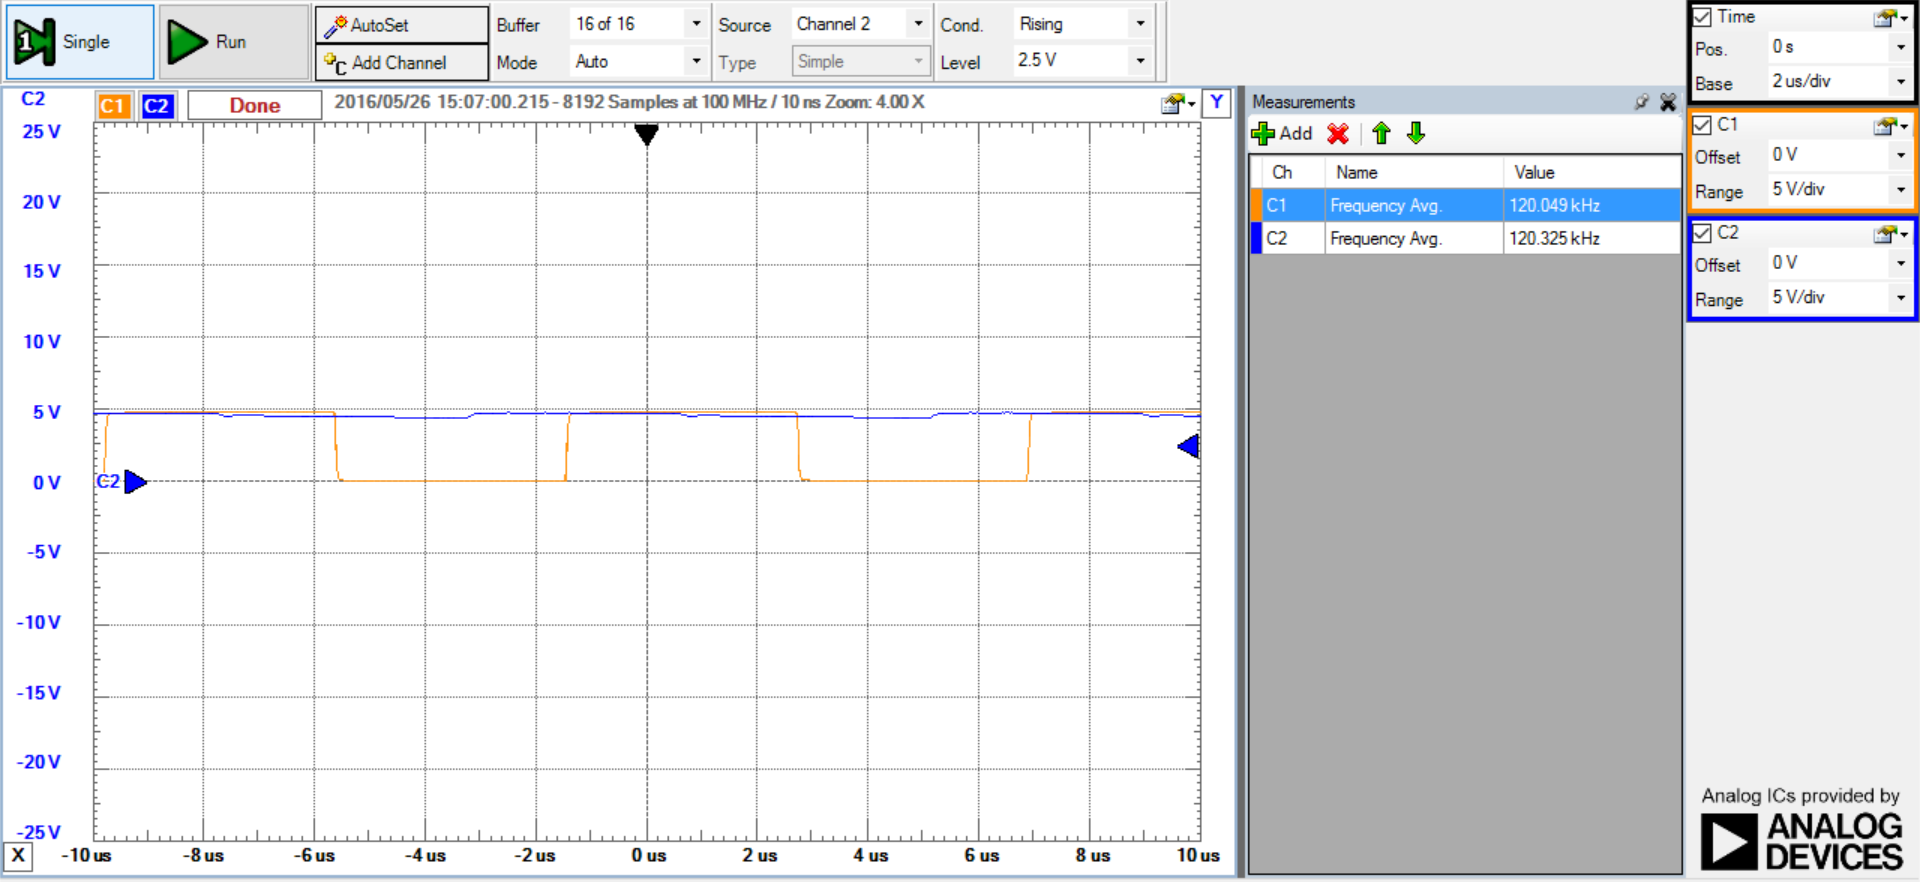 1 Single Run AutoSet Buffer 16 of 16 Source Channel 2 Cond. Rising
C Add Channel Mode Auto Type Simple Level 2.5 V
C2 C1 C2 Done 2016/05/26 15:07:00.215 - 8192 Samples at 100 MHz / 10 ns Zoom: 4.00 X Y
25 V
20 V
15 V
10 V
5 V
0 V C2
-5 V
-10 V
-15 V
-20 V
-25 V
X -10 us -8 us -6 us -4 us -2 us 0 us 2 us 4 us 6 us 8 us 10 us
Measurements
Add
Ch Name Value
C1 Frequency Avg. 120.049 kHz
C2 Frequency Avg. 120.325 kHz
Time
Pos. 0 s
Base 2 us/div
C1
Offset 0 V
Range 5 V/div
C2
Offset 0 V
Range 5 V/div
Analog ICs provided by
ANALOG
DEVICES